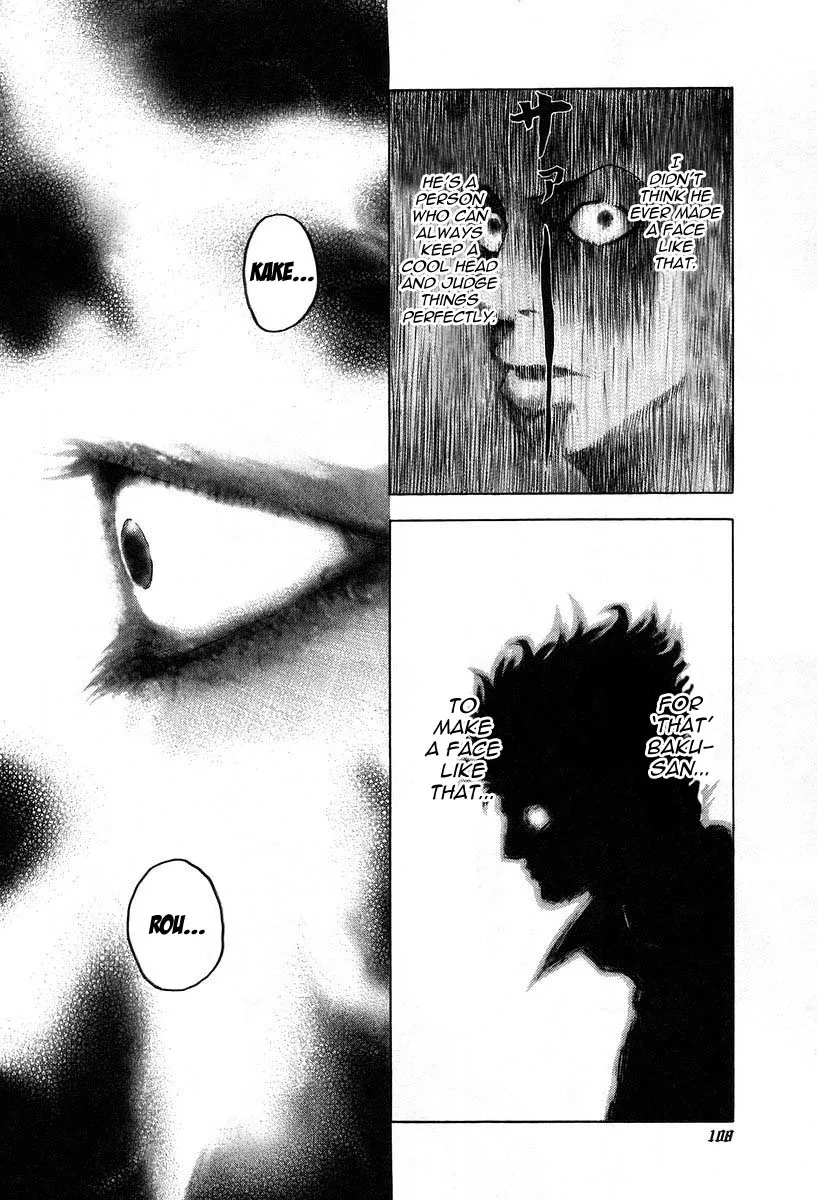 I
DIDN'T
THINK HE
EVER MADE
A FACE
LIKE
THAT.
サァ
HE'S A
PERSON
WHO CAN
ALWAYS
KEEP A
COOL HEAD
AND JUDGE
THINGS
PERFECTLY.
FOR
'THAT'
BAKU-
SAN...
TO
MAKE
A FACE
LIKE
THAT...
KAKE...
ROU...
108